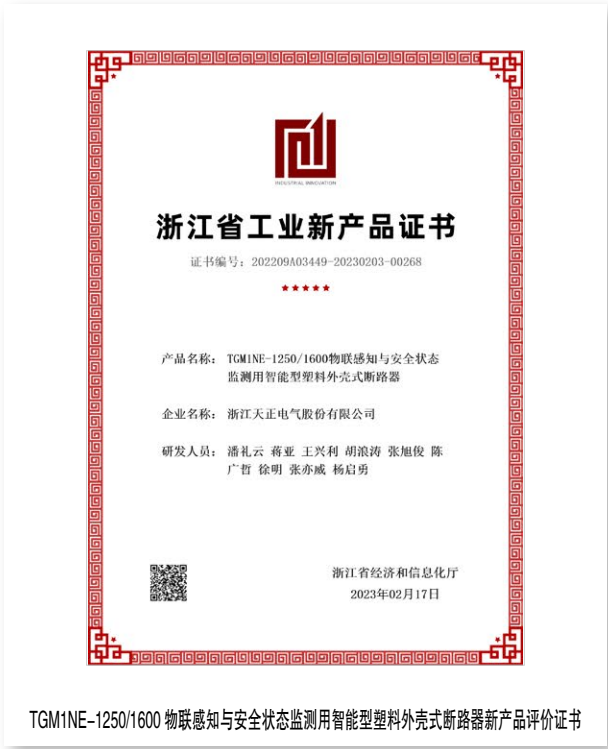 INDUSTRIAL INNOVATION
浙江省工业新产品证书
证书编号：202209A03449-20230203-00268
产品名称：TGM1NE-1250/1600物联感知与安全状态
监测用智能型塑料外壳式断路器
企业名称：浙江天正电气股份有限公司
研发人员：潘礼云 蒋亚 王兴利 胡浪涛 张旭俊 陈
广哲 徐明 张亦威 杨启勇
浙江省经济和信息化厅
2023年02月17日
TGM1NE-1250/1600 物联感知与安全状态监测用智能型塑料外壳式断路器新产品评价证书